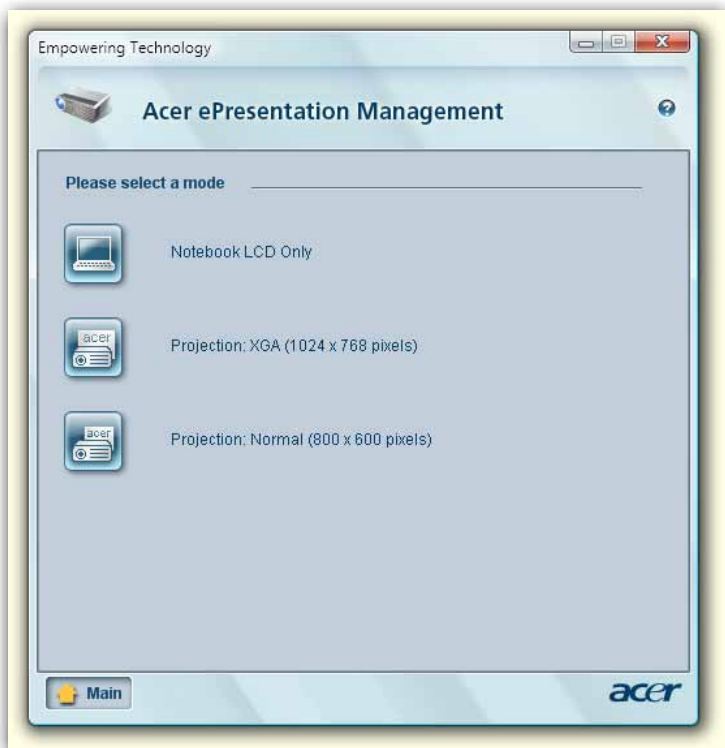 Empowering Technology
Acer ePresentation Management
Please select a mode
Notebook LCD Only
acer
Projection: XGA (1024 x 768 pixels)
acer
Projection: Normal (800 x 600 pixels)
Main
acer